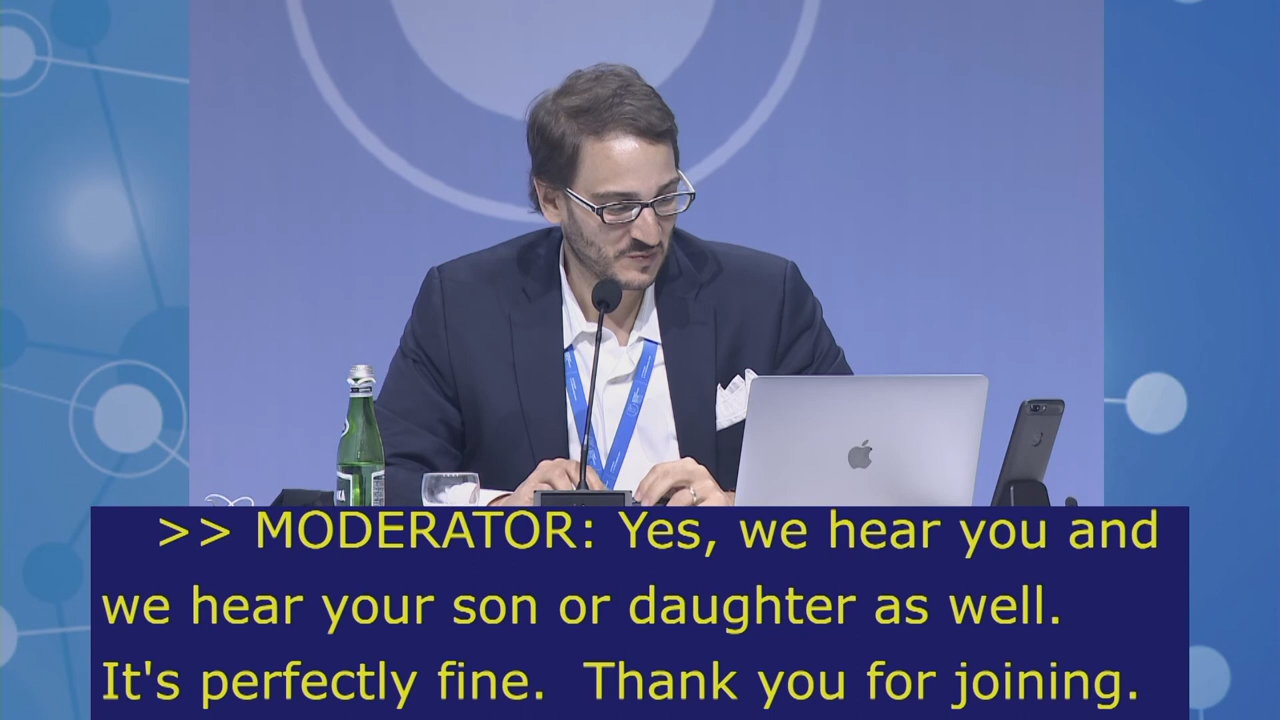 >> MODERATOR: Yes, we hear you and
we hear your son or daughter as well.
It's perfectly fine.  Thank you for joining.